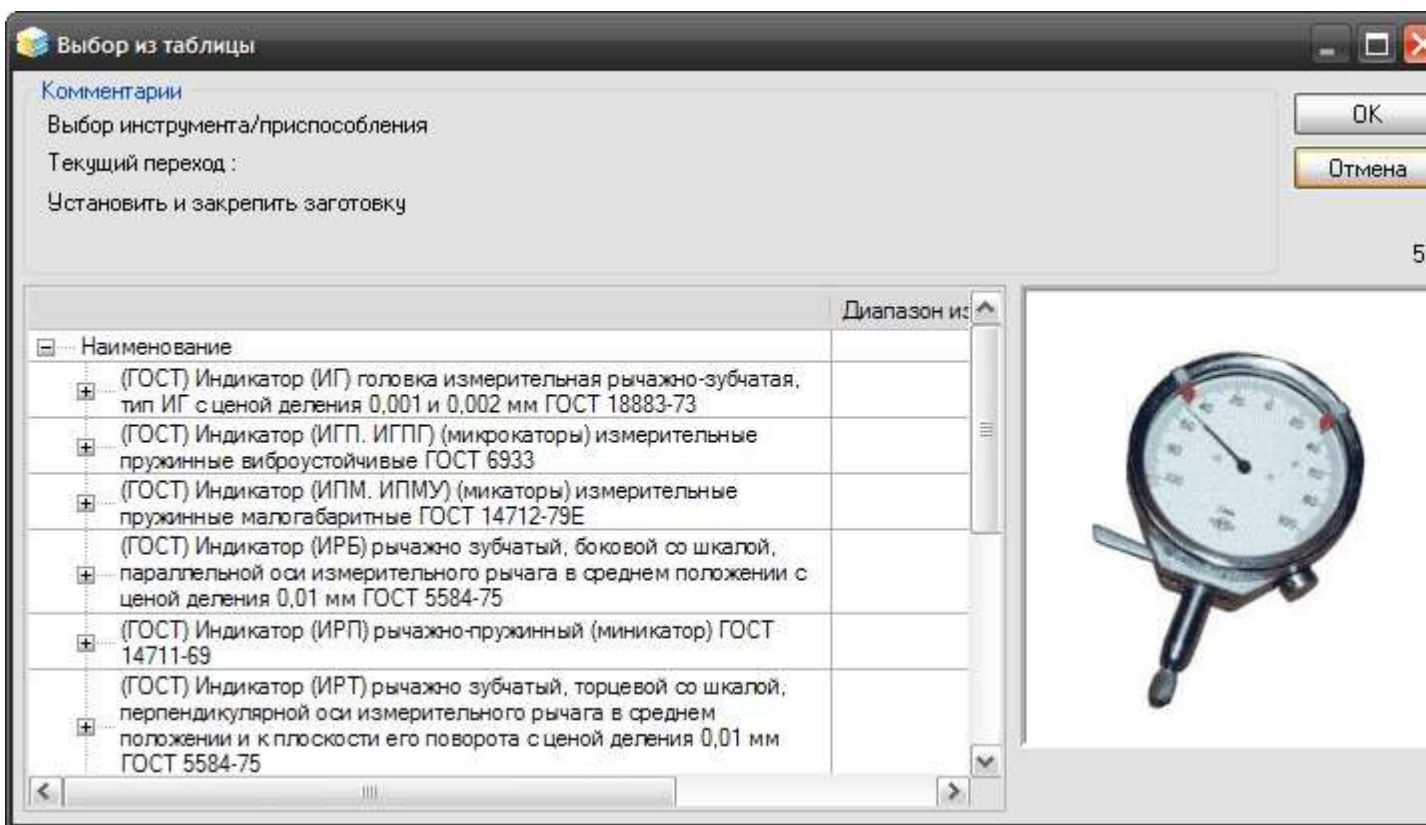 Выбор из таблицы
Комментарии
Выбор инструмента/приспособления
Текущий переход :
Установить и закрепить заготовку
OK
Отмена
5
Диапазон из
Наименование
(ГОСТ) Индикатор (ИГ) головка измерительная рычажно-зубчатая,
тип ИГ с ценой деления 0,001 и 0,002 мм ГОСТ 18883-73
(ГОСТ) Индикатор (ИГП. ИГПГ) (микрокаторы) измерительные
пружинные виброустойчивые ГОСТ 6933
(ГОСТ) Индикатор (ИПМ. ИПМУ) (микаторы) измерительные
пружинные малогабаритные ГОСТ 14712-79Е
(ГОСТ) Индикатор (ИРБ) рычажно зубчатый, боковой со шкалой,
параллельной оси измерительного рычага в среднем положении с
ценой деления 0,01 мм ГОСТ 5584-75
(ГОСТ) Индикатор (ИРП) рычажно-пружинный (миникатор) ГОСТ
14711-69
(ГОСТ) Индикатор (ИРТ) рычажно зубчатый, торцевой со шкалой,
перпендикулярной оси измерительного рычага в среднем
положении и к плоскости его поворота с ценой деления 0,01 мм
ГОСТ 5584-75